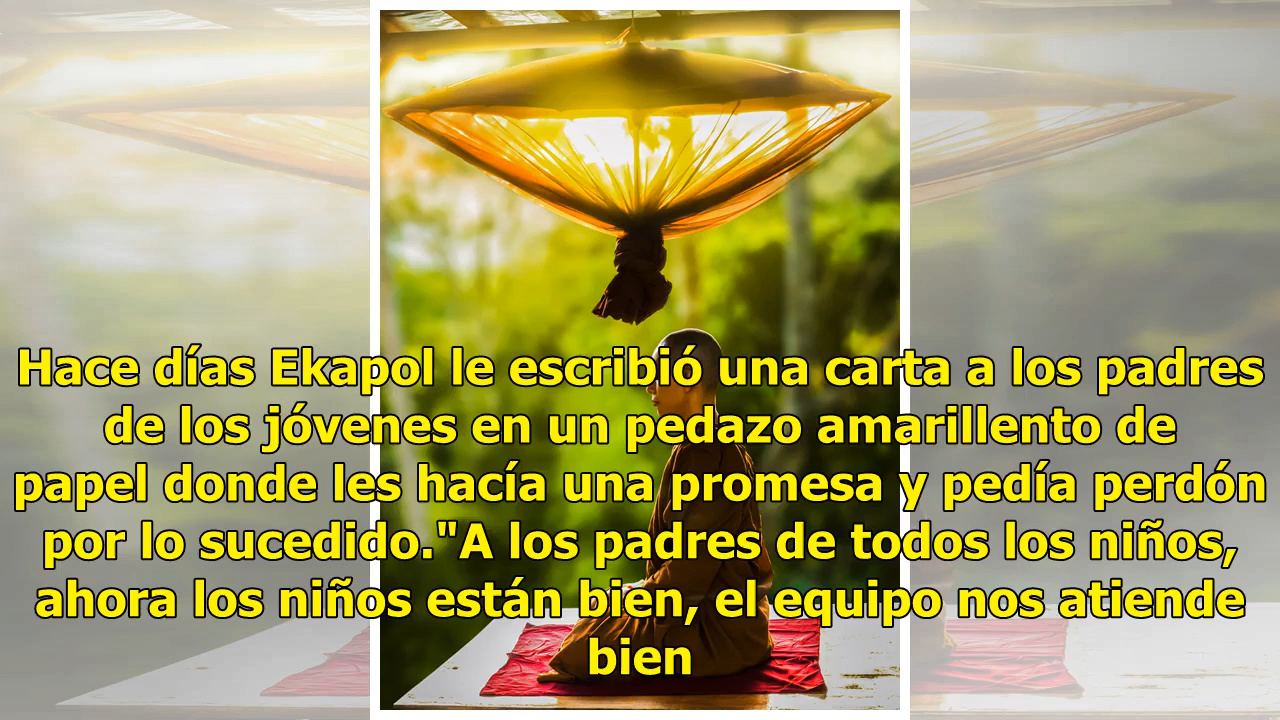 Hace días Ekapol le escribió una carta a los padres
de los jóvenes en un pedazo amarillento de
papel donde les hacía una promesa y pedía perdón
por lo sucedido."A los padres de todos los niños,
ahora los niños están bien, el equipo nos atiende
bien